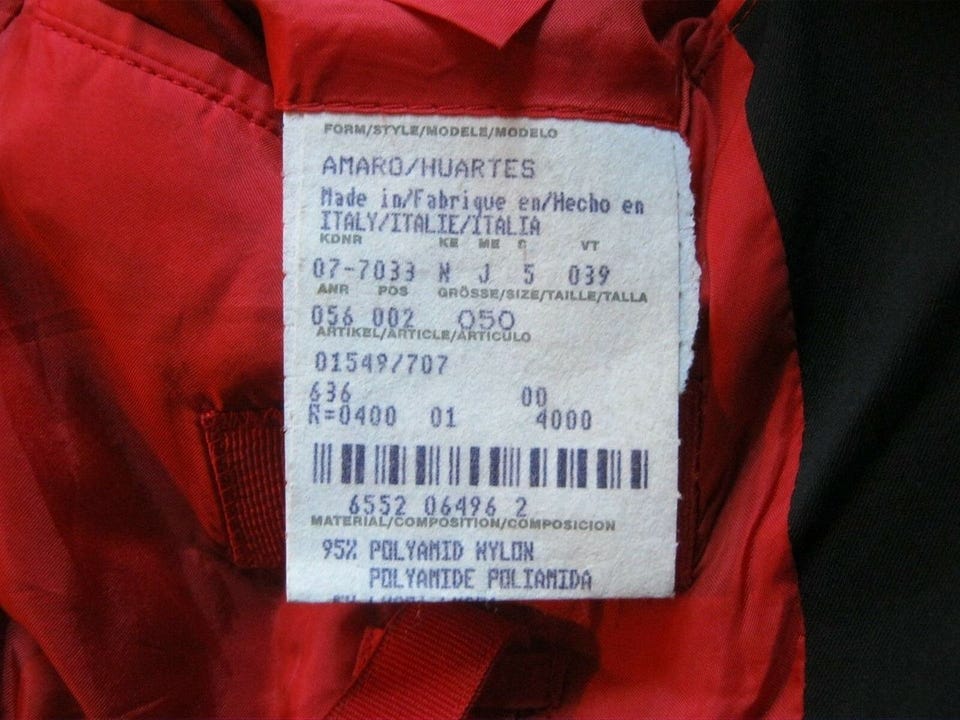 FORM/STYLE/MODELE/MODELO
AMARO/HUARTES
Made in/Fabrique en/Hecho en
ITALY/ITALIE/ITALIA
KDNR KE ME S VT
07-7033 N J 5 039
ANR POS GRÖSSE/SIZE/TAILLE/TALLA
056 002 050
ARTIKEL/ARTICLE/ARTICULO
01549/707
636 00
R=0400 01 4000
6552 06496 2
MATERIAL/COMPOSITION/COMPOSICION
95% POLYAMID NYLON
POLYAMIDE POLIAMIDA